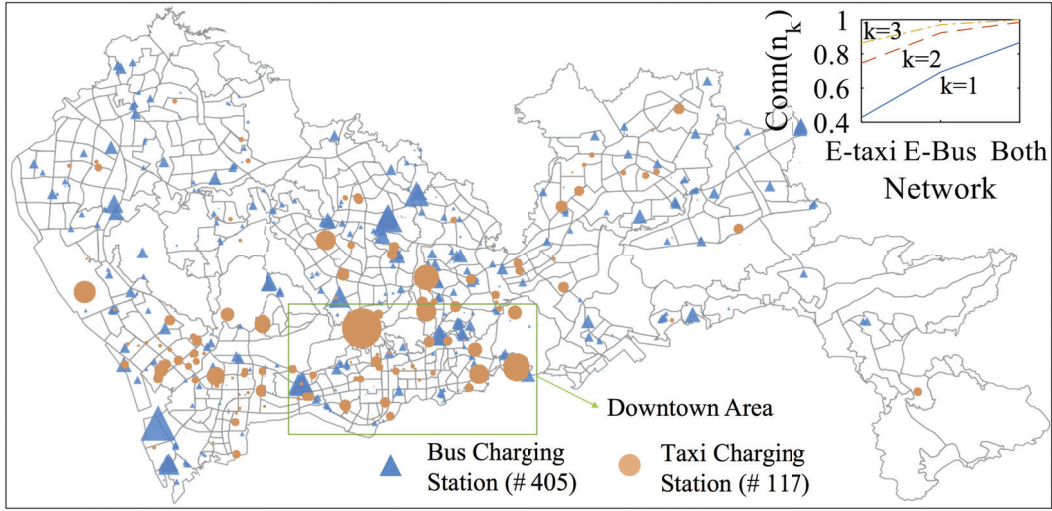 Conn(nk)
1
0.8
0.6
0.4
k=3
k=2
k=1
E-taxi E-Bus Both
Network
Downtown Area
Bus Charging
Station (# 405)
Taxi Charging
Station (# 117)